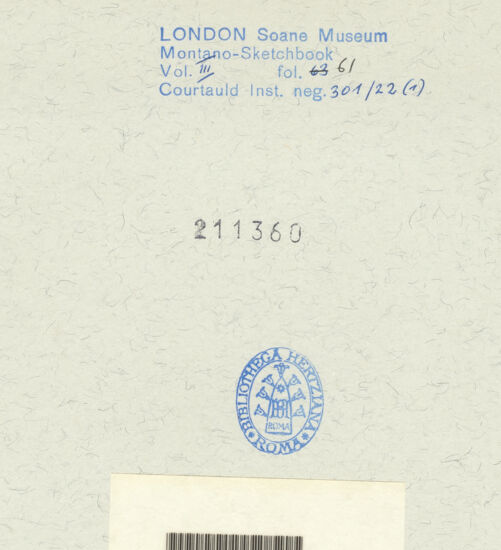 LONDON Soane Museum
Montano-Sketchbook
Vol. III fol. 63 61
Courtauld Inst. neg. 301/22 (1)
211360
BIBLIOTHECA HERTZIANA
ROMA
ROMA